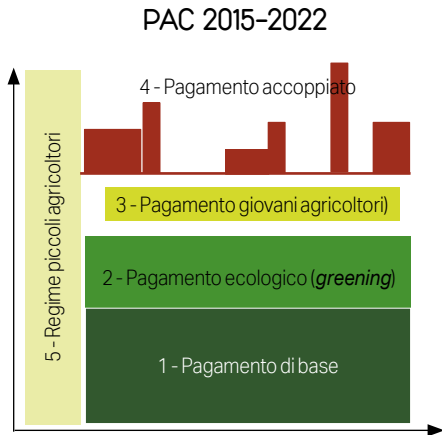 PAC 2015-2022
4 - Pagamento accoppiato
3 - Pagamento giovani agricoltori)
2 - Pagamento ecologico (greening)
1 - Pagamento di base
5 - Regime piccoli agricoltori